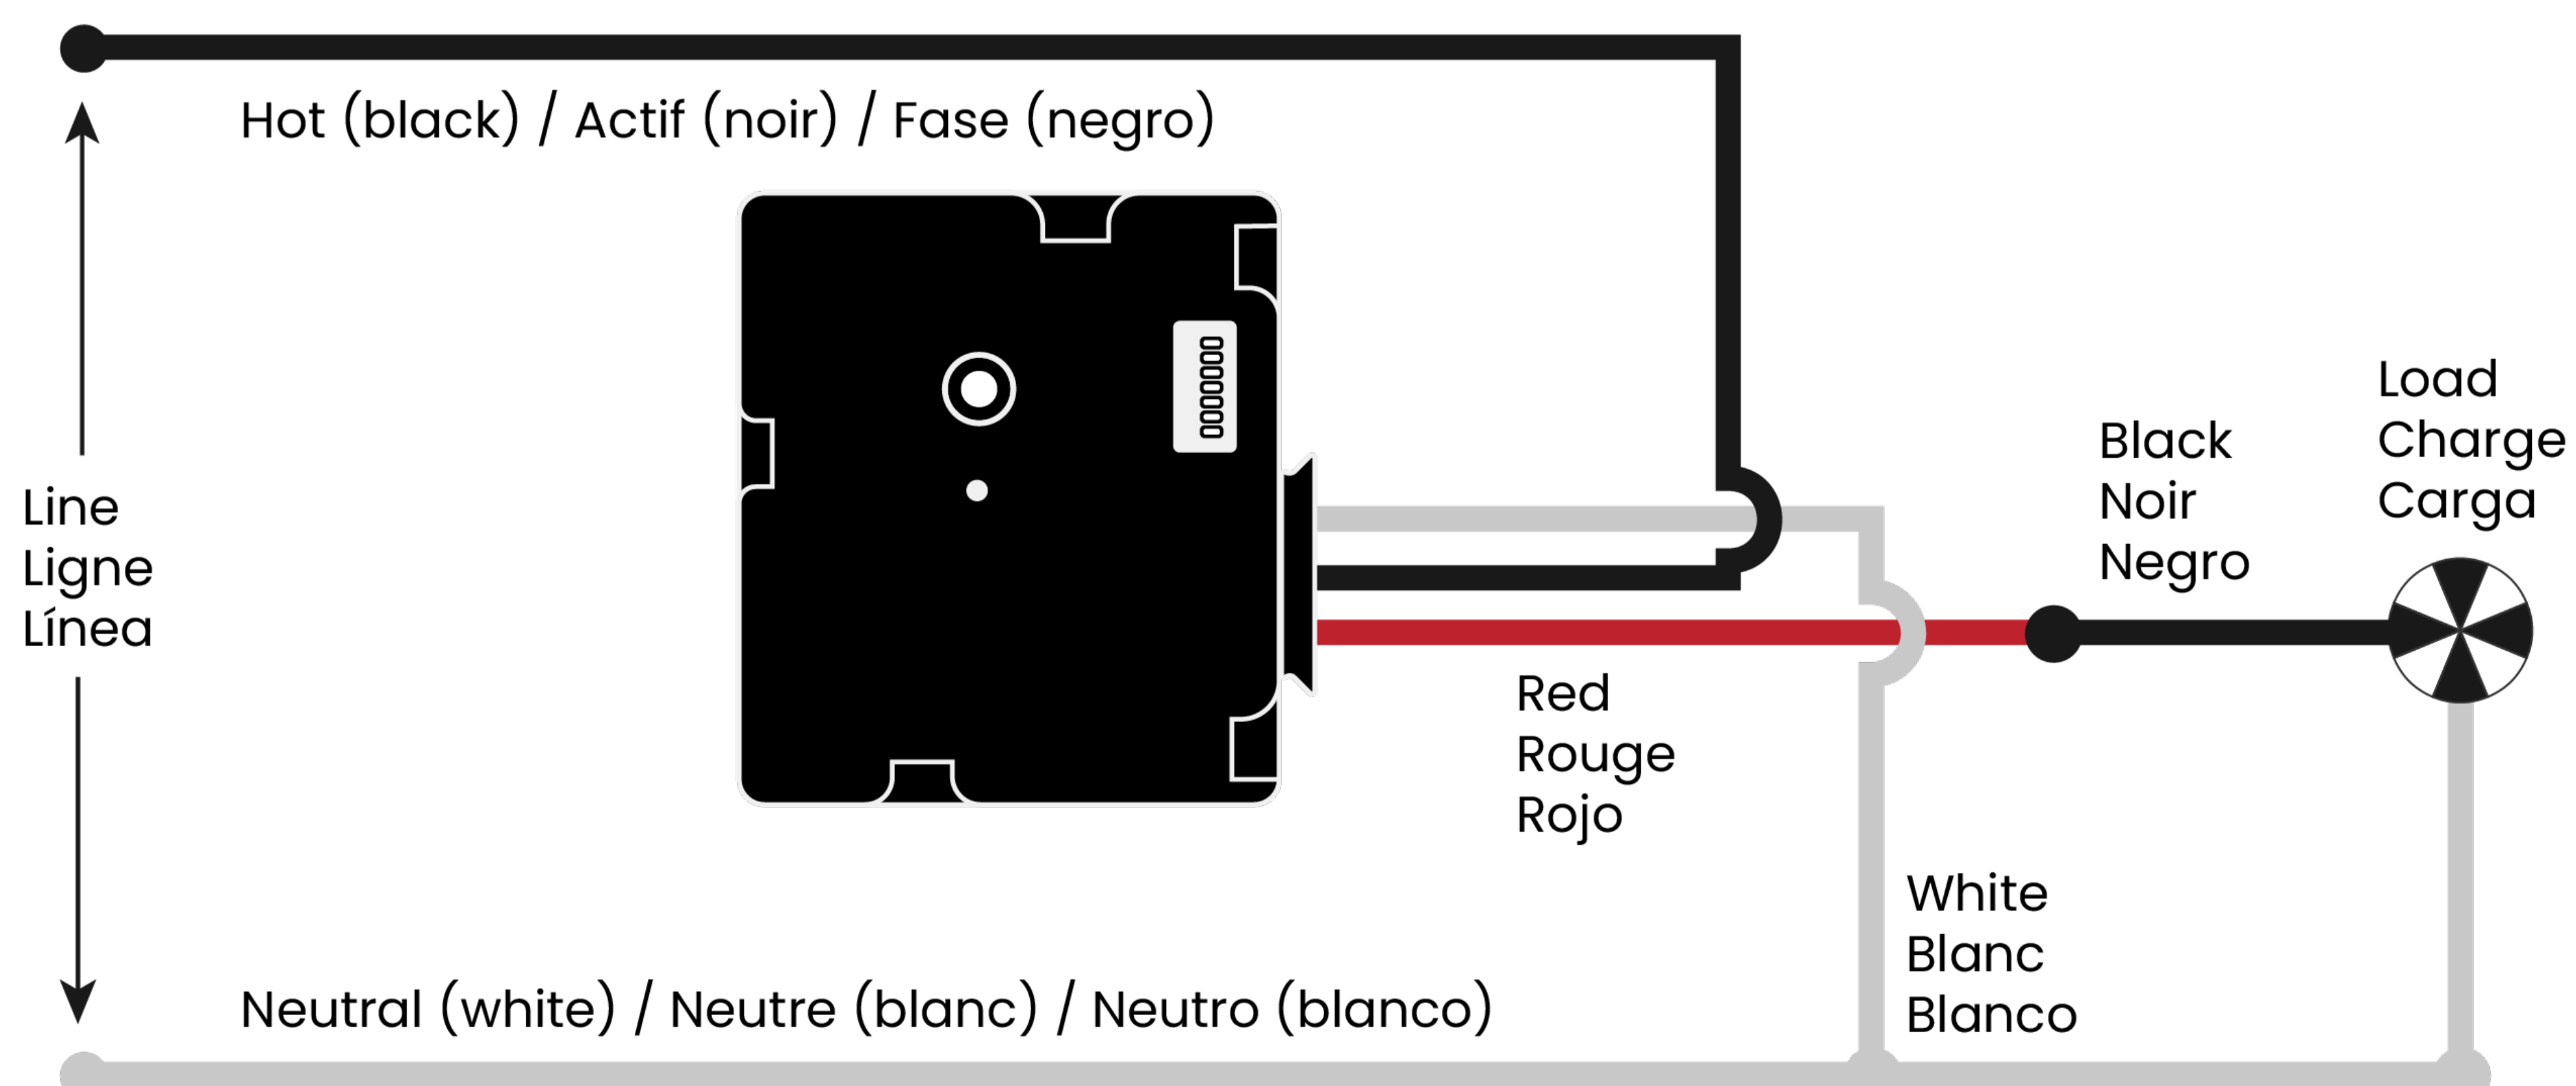 Hot (black) / Actif (noir) / Fase (negro)
0000000
Line
Ligne
Línea
Load
Charge
Carga
Black
Noir
Negro
Red
Rouge
Rojo
White
Blanc
Blanco
Neutral (white) / Neutre (blanc) / Neutro (blanco)